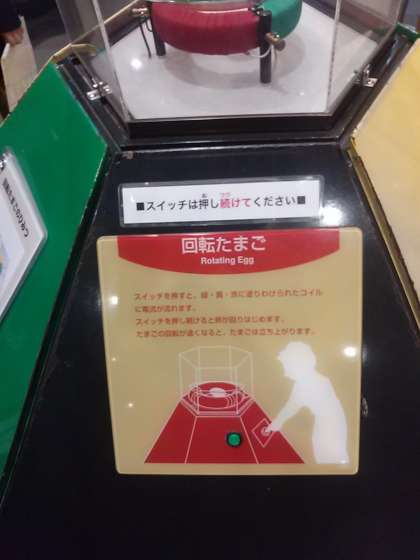 ■スイッチは押し続けてください■
お
つづ
回転たまご
Rotating Egg
スイッチを押すと、緑・黄・赤に塗りわけられたコイル
に電流が流れます。
スイッチを押し続けると卵が回りはじめます。
たまごの回転が速くなると、たまごは立ち上がります。